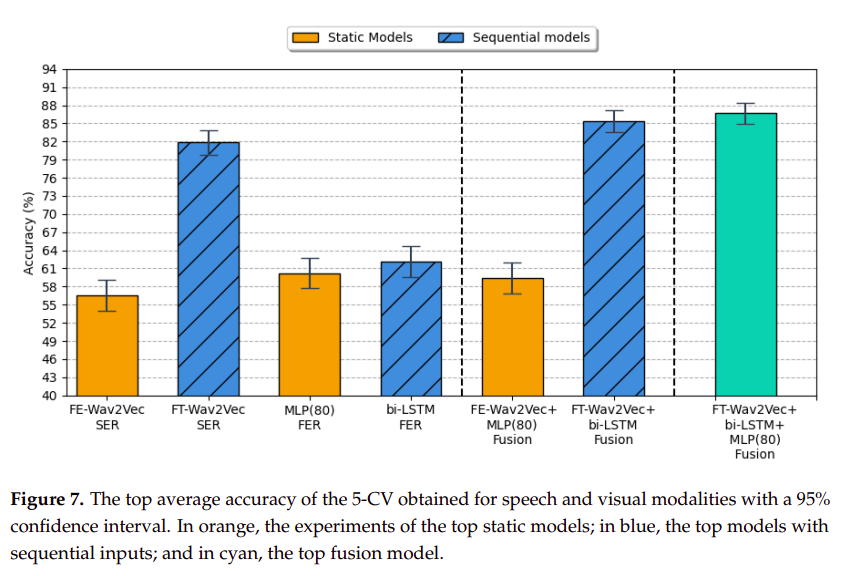 Static Models
Sequential models
Accuracy (%)
94
91
88
85
82
79
76
73
70
67
64
61
58
55
52
49
46
43
40
FE-Wav2Vec
SER
FT-Wav2Vec
SER
MLP(80)
FER
bi-LSTM
FER
FE-Wav2Vec+
MLP(80)
Fusion
FT-Wav2Vec+
bi-LSTM
Fusion
FT-Wav2Vec+
bi-LSTM+
MLP(80)
Fusion
Figure 7. The top average accuracy of the 5-CV obtained for speech and visual modalities with a 95%
confidence interval. In orange, the experiments of the top static models; in blue, the top models with
sequential inputs; and in cyan, the top fusion model.